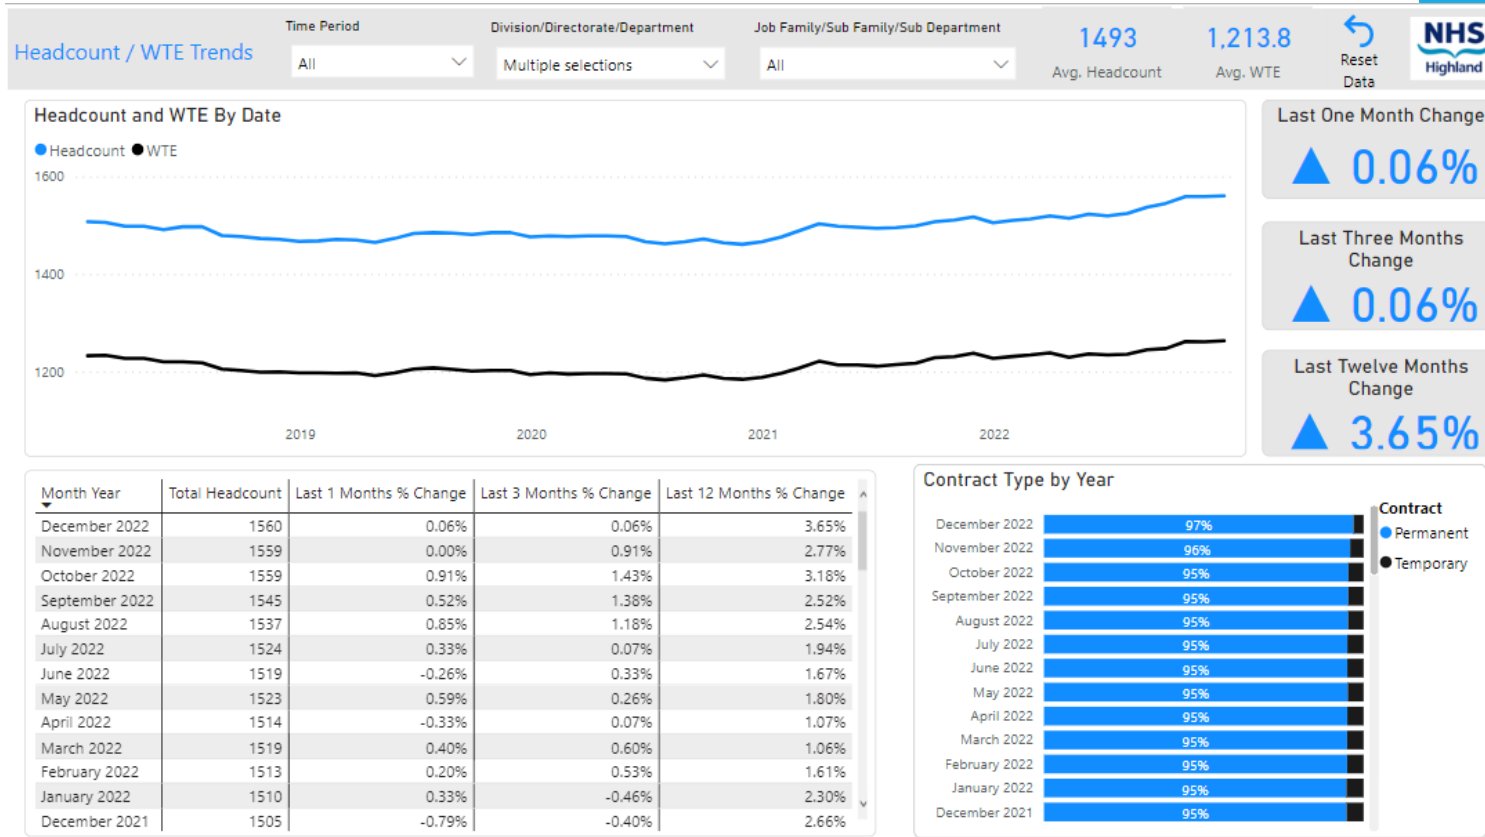 Headcount / WTE Trends
Time Period
All
Division/Directorate/Department
Multiple selections
Job Family/Sub Family/Sub Department
All
1493
Avg. Headcount
1,213.8
Avg. WTE
Reset
Data
NHS
Highland
Headcount and WTE By Date
Headcount WTE
1600
1400
1200
2019 2020 2021 2022
Last One Month Change
0.06%
Last Three Months
Change
0.06%
Last Twelve Months
Change
3.65%
Month Year Total Headcount Last 1 Months % Change Last 3 Months % Change Last 12 Months % Change
December 2022 1560 0.06% 0.06% 3.65%
November 2022 1559 0.00% 0.91% 2.77%
October 2022 1559 0.91% 1.43% 3.18%
September 2022 1545 0.52% 1.38% 2.52%
August 2022 1537 0.85% 1.18% 2.54%
July 2022 1524 0.33% 0.07% 1.94%
June 2022 1519 -0.26% 0.33% 1.67%
May 2022 1523 0.59% 0.26% 1.80%
April 2022 1514 -0.33% 0.07% 1.07%
March 2022 1519 0.40% 0.60% 1.06%
February 2022 1513 0.20% 0.53% 1.61%
January 2022 1510 0.33% -0.46% 2.30%
December 2021 1505 -0.79% -0.40% 2.66%
Contract Type by Year
December 2022 97%
November 2022 96%
October 2022 95%
September 2022 95%
August 2022 95%
July 2022 95%
June 2022 95%
May 2022 95%
April 2022 95%
March 2022 95%
February 2022 95%
January 2022 95%
December 2021 95%
Contract
Permanent
Temporary